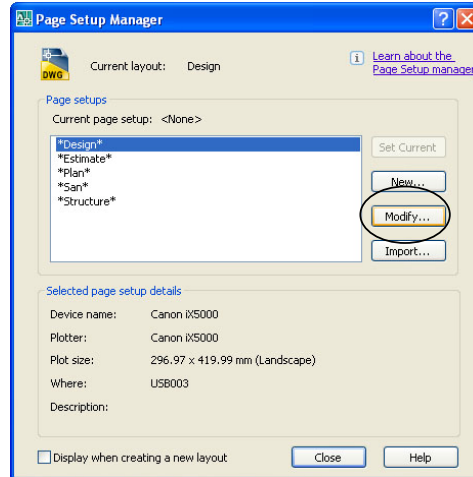 Page Setup Manager
DWG
Current layout: Design
i
Learn about the
Page Setup manager
Page setups
Current page setup: <None>
*Design*
*Estimate*
*Plan*
*San*
*Structure*
Set Current
New...
Modify...
Import...
Selected page setup details
Device name: Canon iX5000
Plotter: Canon iX5000
Plot size: 296.97 x 419.99 mm (Landscape)
Where: USB003
Description:
Display when creating a new layout
Close
Help